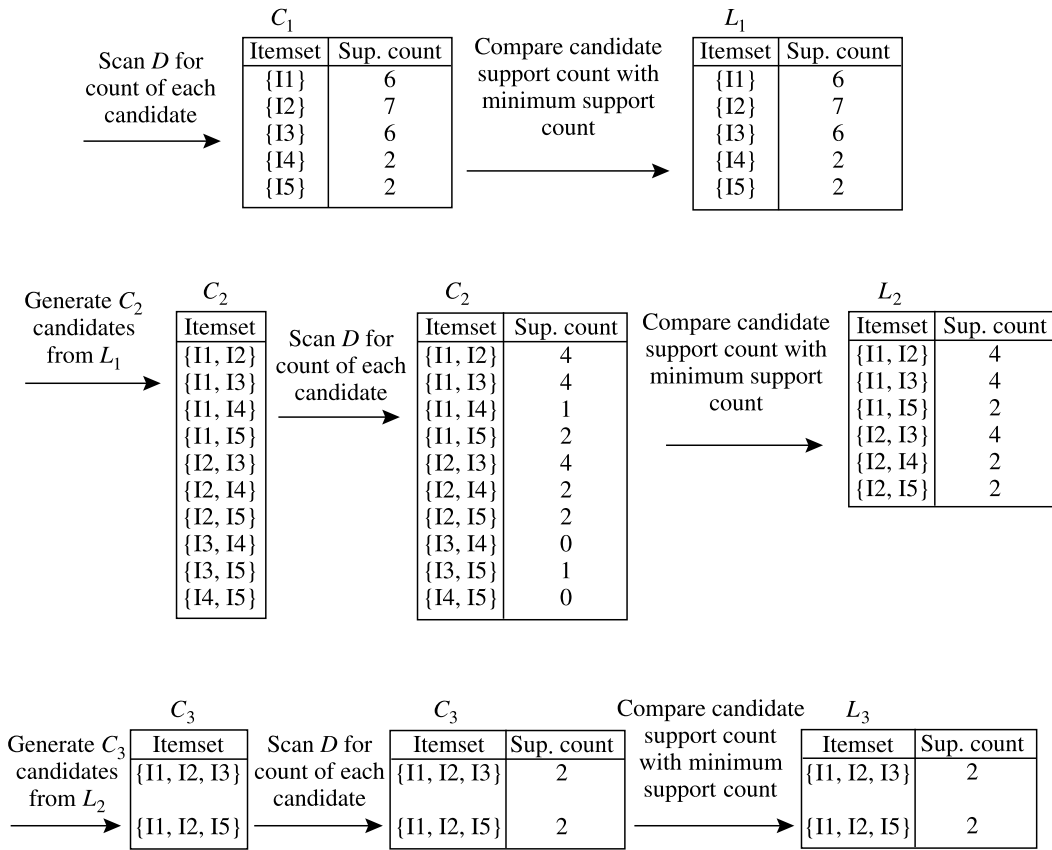 C1
Scan D for
count of each
candidate
Itemset Sup. count
{I1} 6
{I2} 7
{I3} 6
{I4} 2
{I5} 2
Compare candidate
support count with
minimum support
count
L1
Itemset Sup. count
{I1} 6
{I2} 7
{I3} 6
{I4} 2
{I5} 2
Generate C2
candidates
from L1
C2
Itemset
{I1, I2}
{I1, I3}
{I1, I4}
{I1, I5}
{I2, I3}
{I2, I4}
{I2, I5}
{I3, I4}
{I3, I5}
{I4, I5}
Scan D for
count of each
candidate
C2
Itemset Sup. count
{I1, I2} 4
{I1, I3} 4
{I1, I4} 1
{I1, I5} 2
{I2, I3} 4
{I2, I4} 2
{I2, I5} 2
{I3, I4} 0
{I3, I5} 1
{I4, I5} 0
Compare candidate
support count with
minimum support
count
L2
Itemset Sup. count
{I1, I2} 4
{I1, I3} 4
{I1, I5} 2
{I2, I3} 4
{I2, I4} 2
{I2, I5} 2
Generate C3
candidates
from L2
C3
Itemset
{I1, I2, I3}
{I1, I2, I5}
Scan D for
count of each
candidate
C3
Itemset Sup. count
{I1, I2, I3} 2
{I1, I2, I5} 2
Compare candidate
support count
with minimum
support count
L3
Itemset Sup. count
{I1, I2, I3} 2
{I1, I2, I5} 2